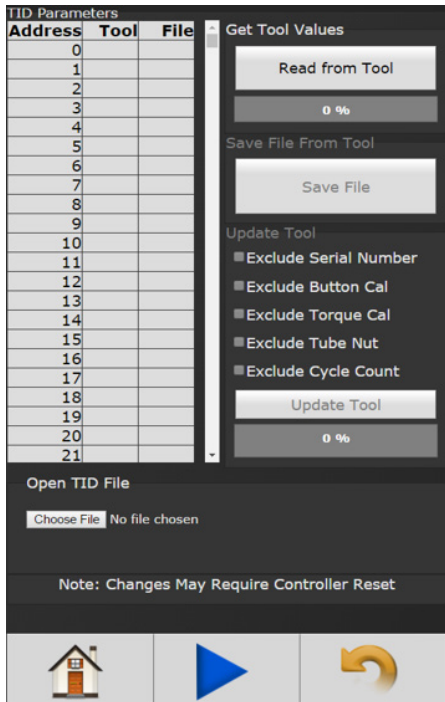 TID Parameters
Address Tool File
0
1
2
3
4
5
6
7
8
9
10
11
12
13
14
15
16
17
18
19
20
21
Get Tool Values
Read from Tool
0 %
Save File From Tool
Save File
Update Tool
Exclude Serial Number
Exclude Button Cal
Exclude Torque Cal
Exclude Tube Nut
Exclude Cycle Count
Update Tool
0 %
Open TID File
Choose File No file chosen
Note: Changes May Require Controller Reset